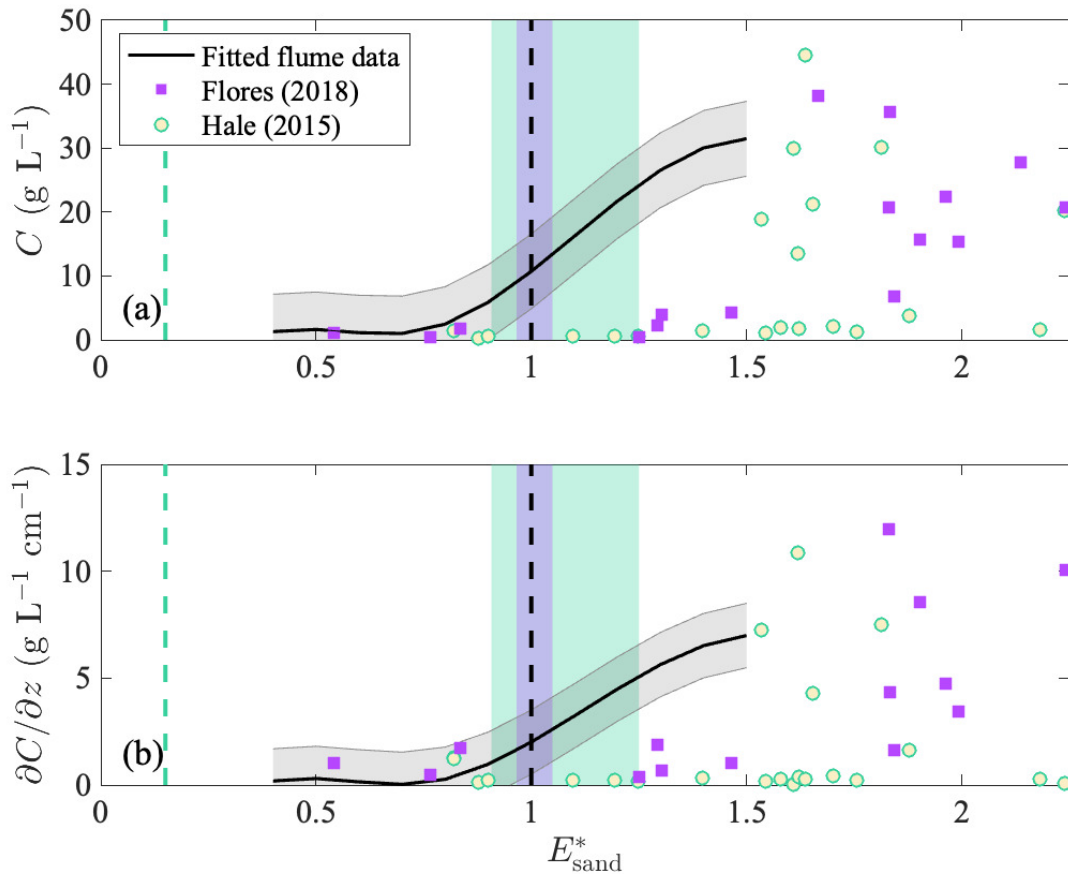 50
40
30
20
10
0
C (g L⁻¹)
Fitted flume data
Flores (2018)
Hale (2015)
(a)
0 0.5 1 1.5 2
15
10
5
0
∂C/∂z (g L⁻¹ cm⁻¹)
(b)
0 0.5 1 1.5 2
E*sand